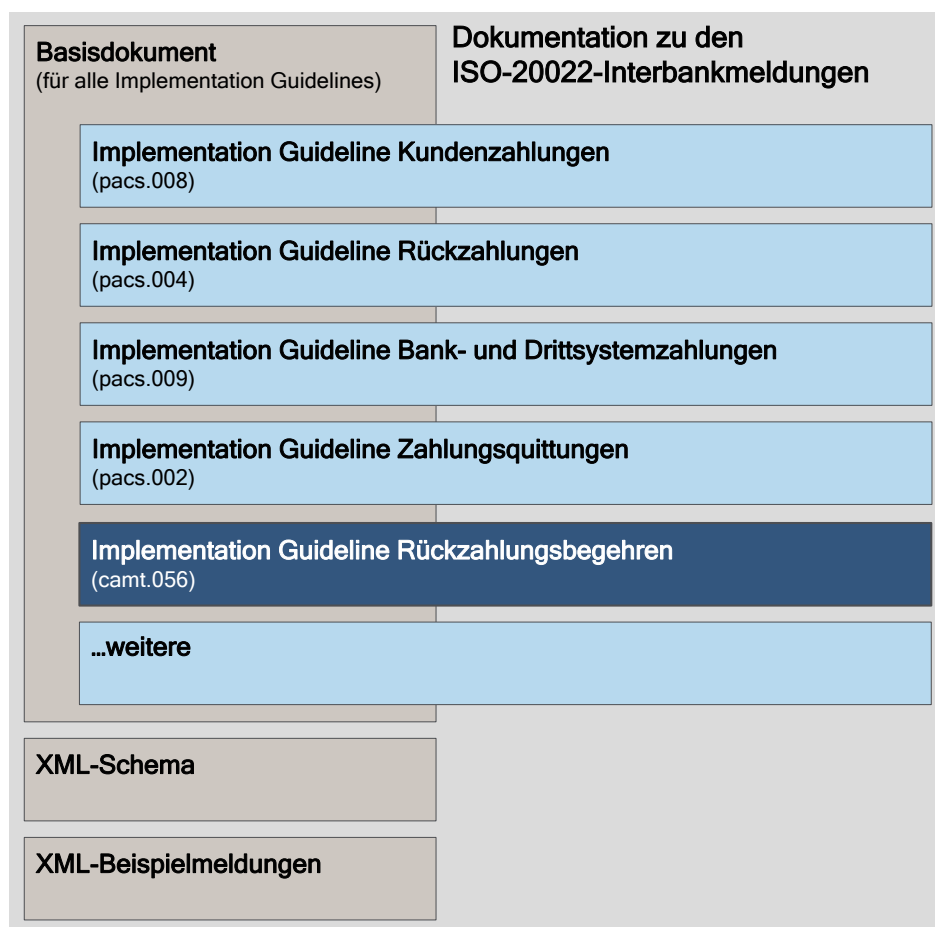 Basisdokument
(für alle Implementation Guidelines)
Dokumentation zu den
ISO-20022-Interbankmeldungen
Implementation Guideline Kundenzahlungen
(pacs.008)
Implementation Guideline Rückzahlungen
(pacs.004)
Implementation Guideline Bank- und Drittsystemzahlungen
(pacs.009)
Implementation Guideline Zahlungsquittungen
(pacs.002)
Implementation Guideline Rückzahlungsbegehren
(camt.056)
...weitere
XML-Schema
XML-Beispielmeldungen